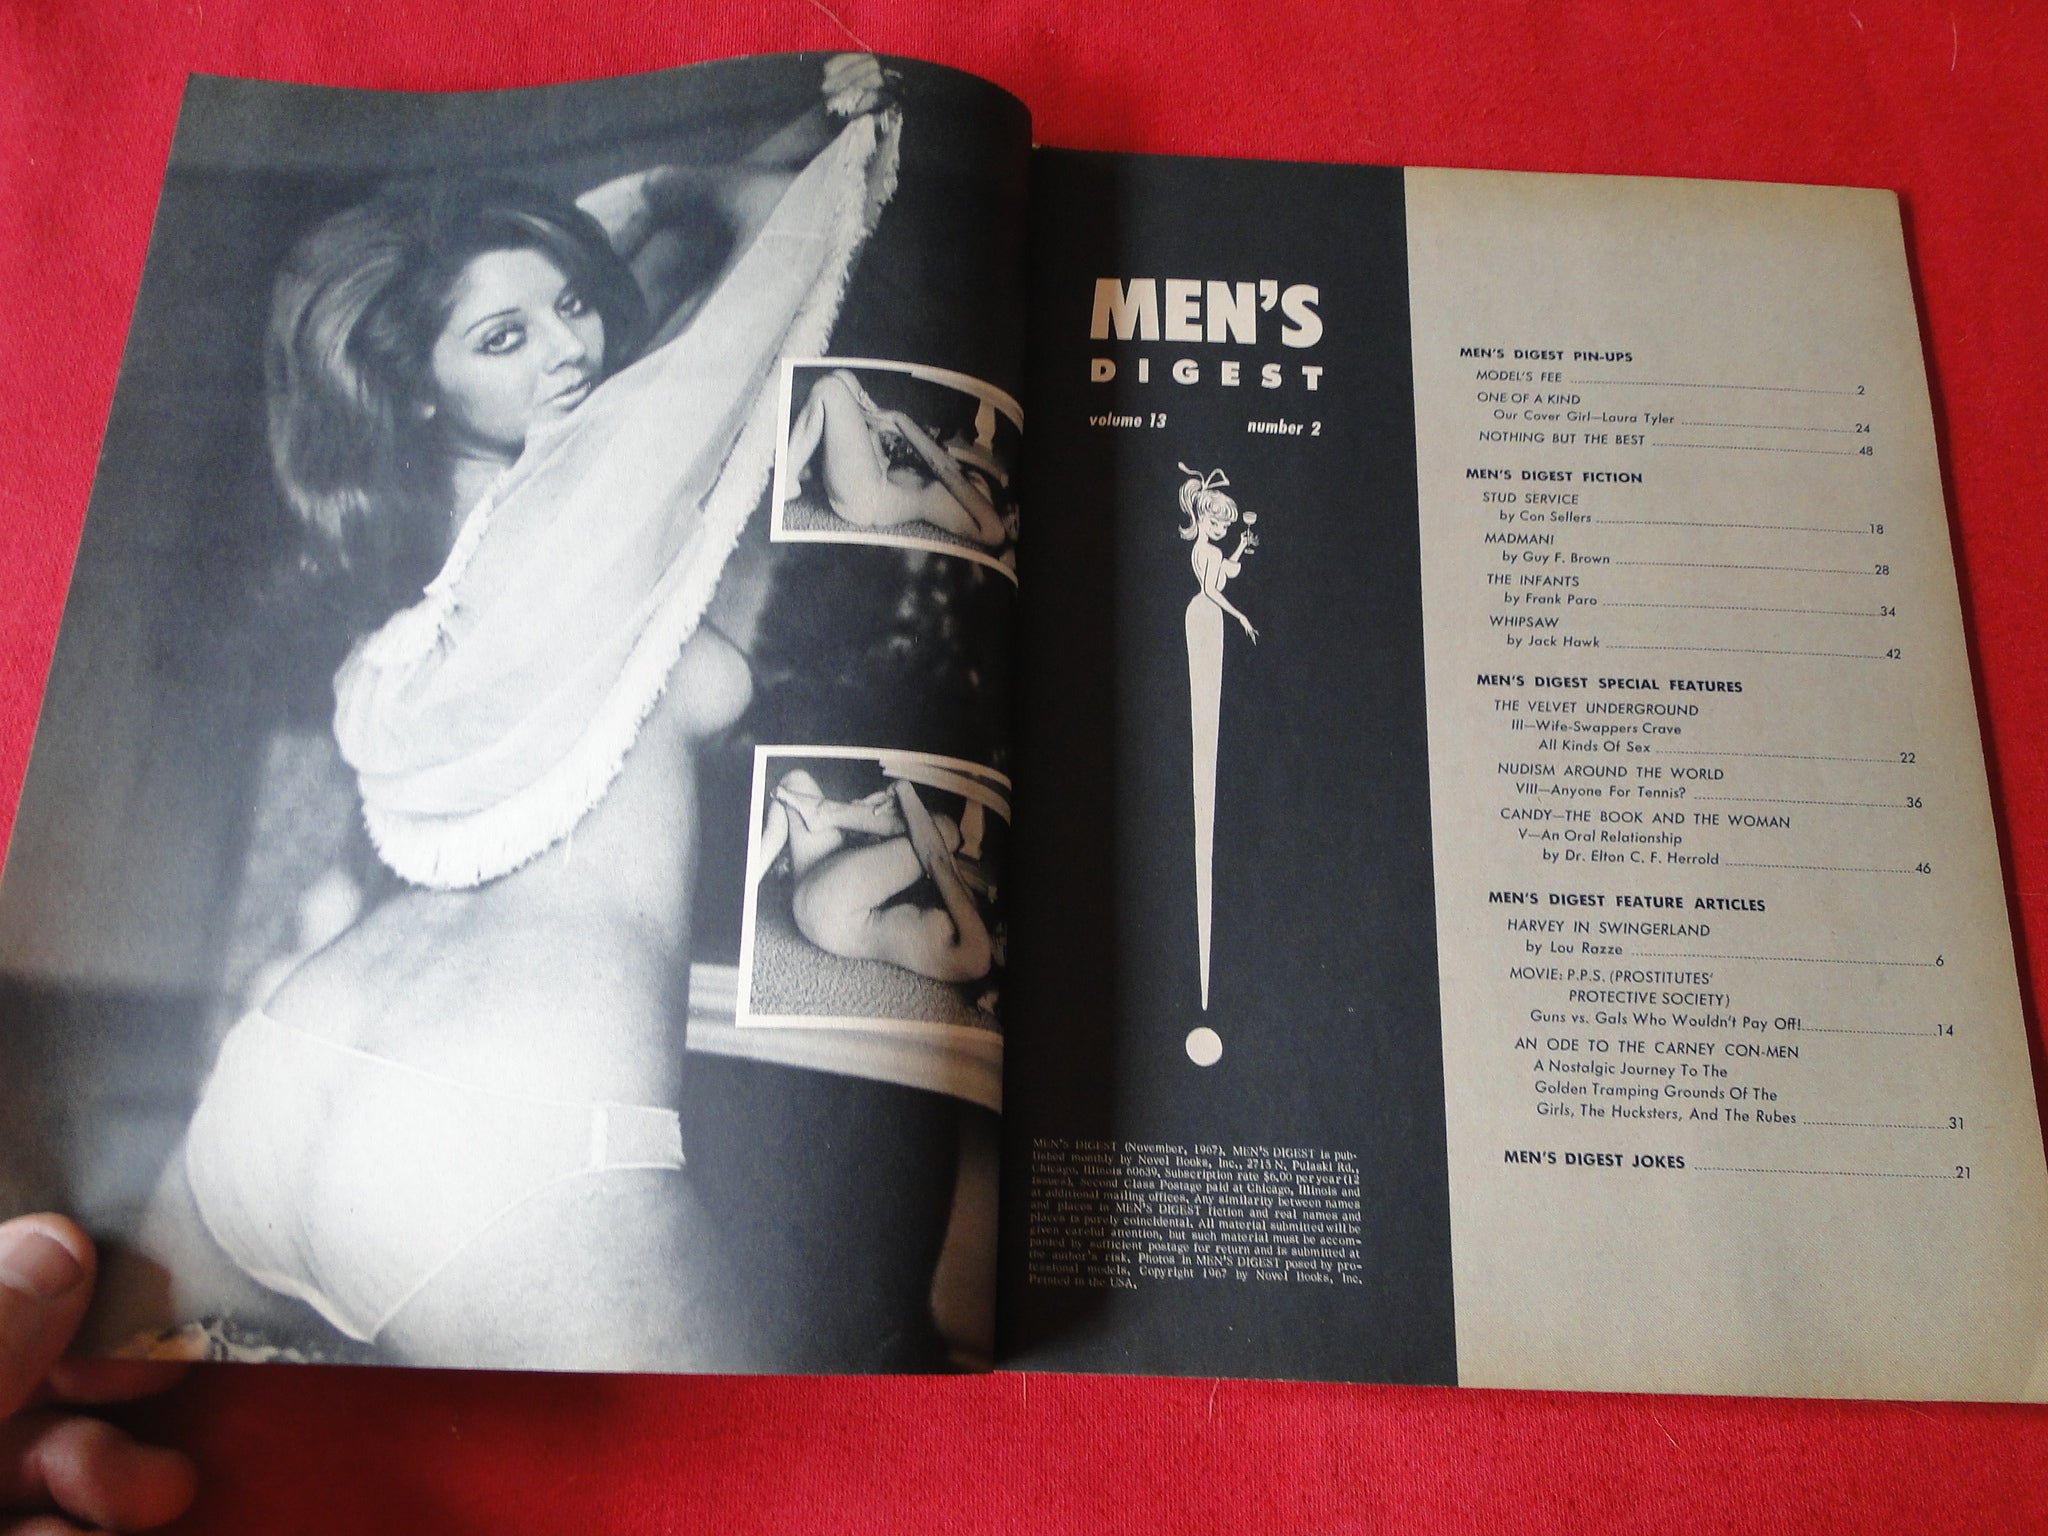 MEN'S
DIGEST
volume 13 number 2
MEN'S DIGEST (November, 1967). MEN'S DIGEST is pub-
lished monthly by Novel Books, Inc., 2715 N. Pulaski Rd.,
Chicago, Illinois 60639. Subscription rate $6.00 per year (12
issues). Second Class Postage paid at Chicago, Illinois and
at additional mailing offices. Any similarity between names
and places in MEN'S DIGEST fiction and real names and
places is purely coincidental. All material submitted will be
given careful attention, but such material must be accom-
panied by sufficient postage for return and is submitted at
the author's risk. Photos in MEN'S DIGEST posed by pro-
fessional models. Copyright 1967 by Novel Books, Inc.
Printed in the USA.
MEN'S DIGEST PIN-UPS
MODEL'S FEE 2
ONE OF A KIND
Our Cover Girl—Laura Tyler 24
NOTHING BUT THE BEST 48
MEN'S DIGEST FICTION
STUD SERVICE
by Con Sellers 18
MADMAN!
by Guy F. Brown 28
THE INFANTS
by Frank Paro 34
WHIPSAW
by Jack Hawk 42
MEN'S DIGEST SPECIAL FEATURES
THE VELVET UNDERGROUND
III—Wife-Swappers Crave
All Kinds Of Sex 22
NUDISM AROUND THE WORLD
VIII—Anyone For Tennis? 36
CANDY—THE BOOK AND THE WOMAN
V—An Oral Relationship
by Dr. Elton C. F. Herrold 46
MEN'S DIGEST FEATURE ARTICLES
HARVEY IN SWINGERLAND
by Lou Razze 6
MOVIE: P.P.S. (PROSTITUTES'
PROTECTIVE SOCIETY)
Guns vs. Gals Who Wouldn't Pay Off! 14
AN ODE TO THE CARNEY CON-MEN
A Nostalgic Journey To The
Golden Tramping Grounds Of The
Girls, The Hucksters, And The Rubes 31
MEN'S DIGEST JOKES 21